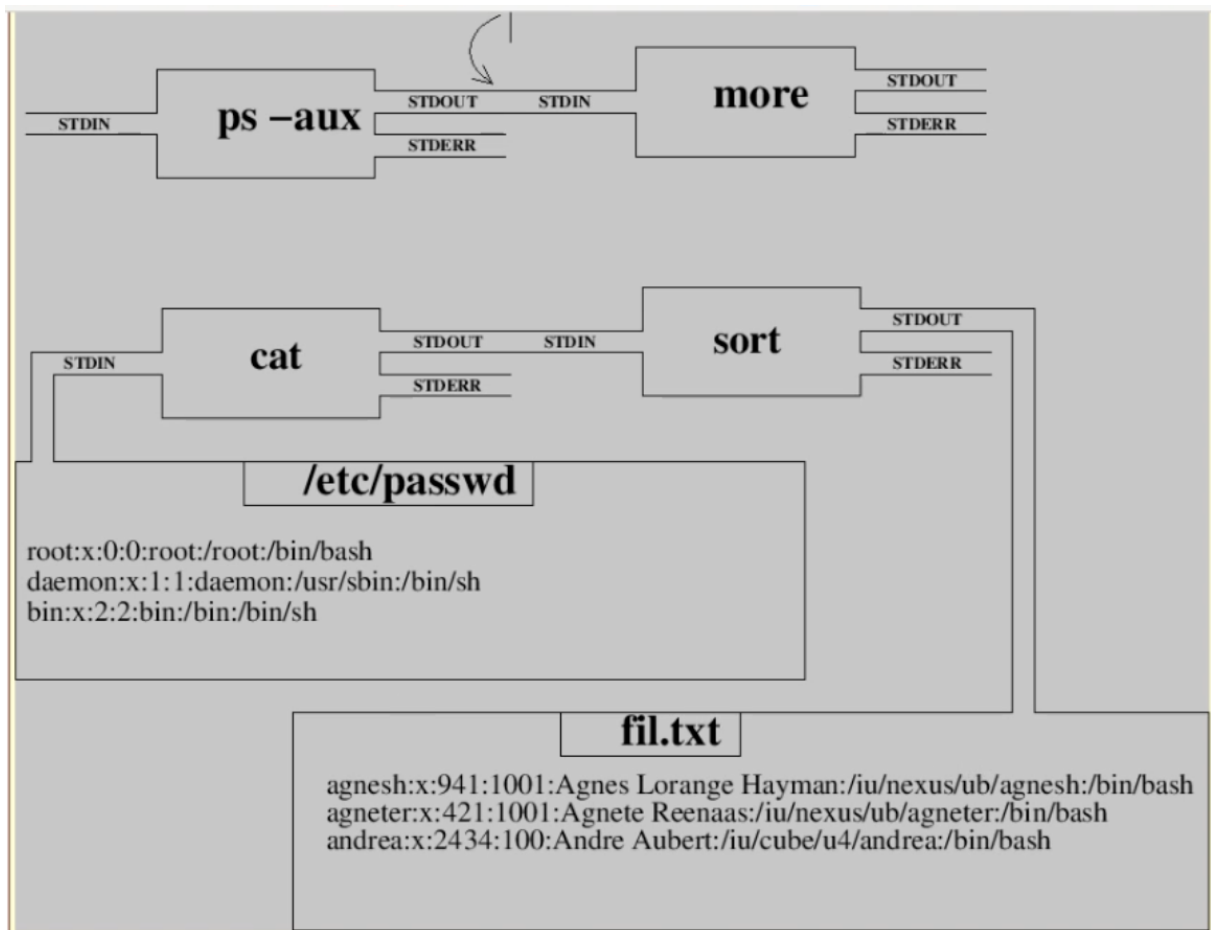 |
STDIN
ps –aux
STDOUT
STDERR
STDIN
more
STDOUT
STDERR
STDIN
cat
STDOUT
STDERR
STDIN
sort
STDOUT
STDERR
/etc/passwd
root:x:0:0:root:/root:/bin/bash
daemon:x:1:1:daemon:/usr/sbin:/bin/sh
bin:x:2:2:bin:/bin:/bin/sh
fil.txt
agnesh:x:941:1001:Agnes Lorange Hayman:/iu/nexus/ub/agnesh:/bin/bash
agneter:x:421:1001:Agnete Reenaas:/iu/nexus/ub/agneter:/bin/bash
andrea:x:2434:100:Andre Aubert:/iu/cube/u4/andrea:/bin/bash